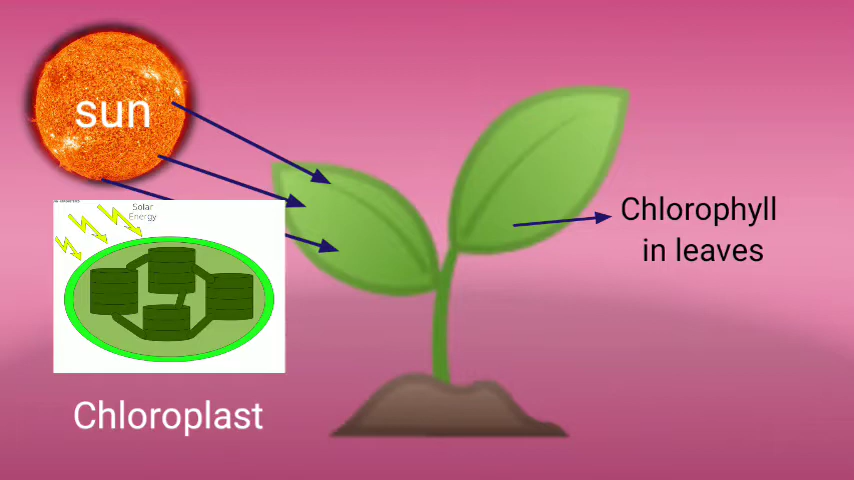 sun
Solar
Energy
Chlorophyll
in leaves
Chloroplast